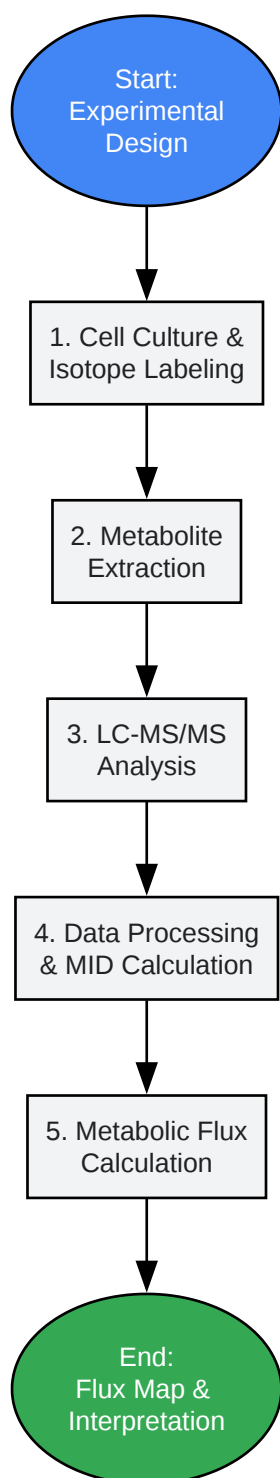 Start:
Experimental
Design
1. Cell Culture &
Isotope Labeling
2. Metabolite
Extraction
3. LC-MS/MS
Analysis
4. Data Processing
& MID Calculation
5. Metabolic Flux
Calculation
End:
Flux Map &
Interpretation